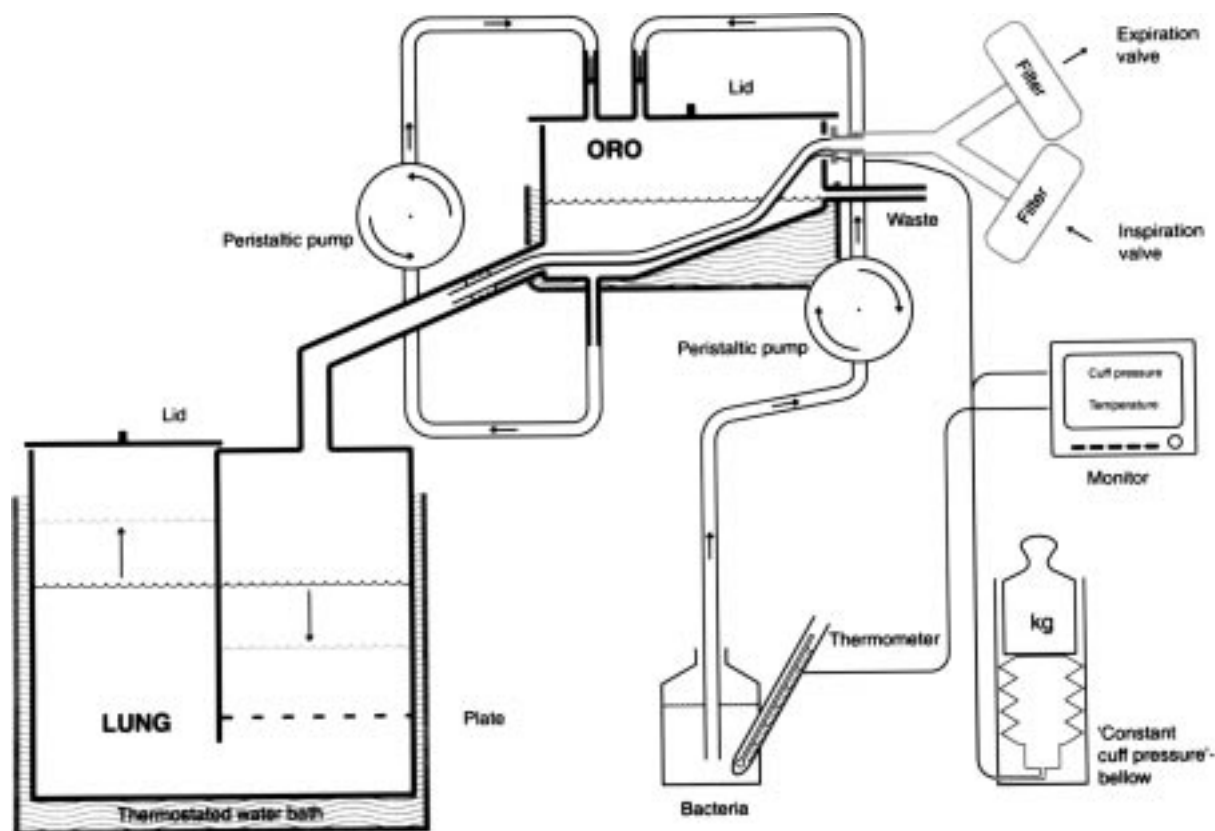 Expiration
valve
Filter
Lid
ORO
Filter
Waste
Peristaltic pump
Inspiration
valve
Peristaltic pump
Cuff pressure
Temperature
Lid
Monitor
kg
Thermometer
LUNG
Plate
'Constant
cuff pressure'-
bellow
Thermostated water bath
Bacteria